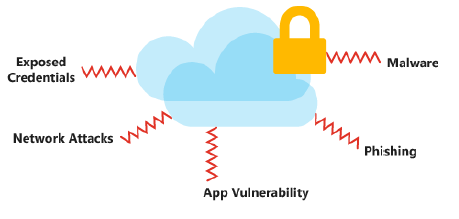 Exposed
Credentials
Malware
Network Attacks
Phishing
App Vulnerability